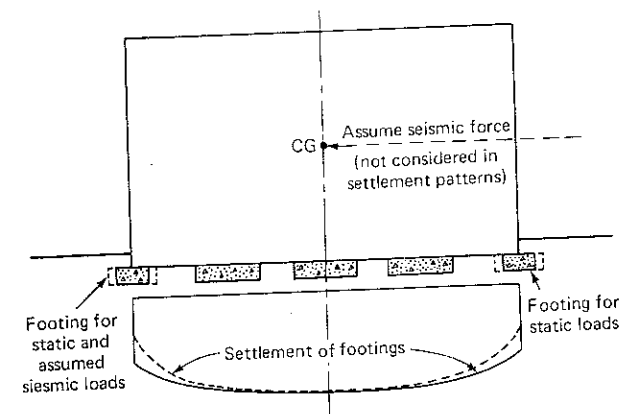 Assume seismic force
CG
(not considered in
settlement patterns)
Footing for
static and
assumed
siesmic loads
Settlement of footings
Footing for
static loads